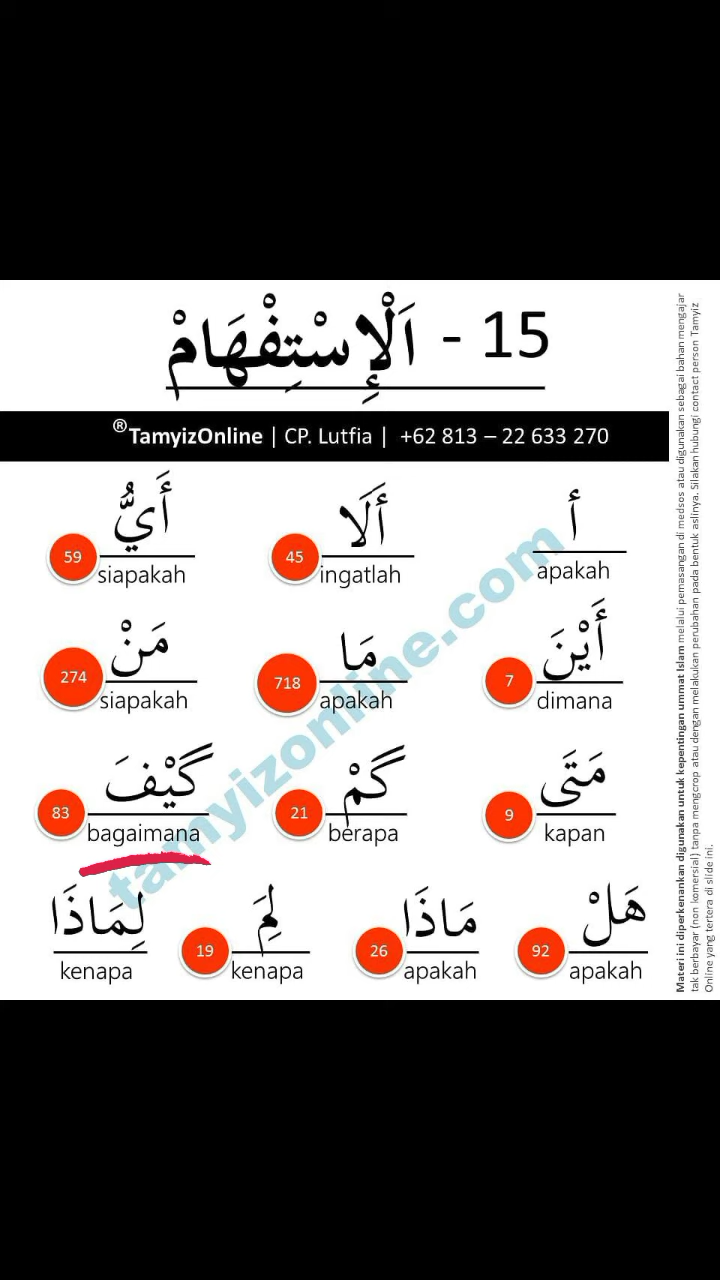 15 - اَلْإِسْتِفْهَامْ
®TamyizOnline | CP. Lutfia | +62 813 – 22 633 270
أَ أَلَا أَيُّ
apakah 45 ingatlah 59 siapakah
أَيْنَ مَا مَنْ
7 dimana 718 apakah 274 siapakah
مَتَى كَمْ كَيْفَ
9 kapan 21 berapa 83 bagaimana
هَلْ مَاذَا لِمَ لِمَاذَا
92 apakah 26 apakah 19 kenapa kenapa
tamyizonline.com
Materi ini diperkenankan digunakan untuk kepentingan ummat Islam melalui pemasangan di medsos atau digunakan sebagai bahan mengajar
tak berbayar (non komersial) tanpa mengcrop atau dengan melakukan perubahan pada bentuk aslinya. Silakan hubungi contact person Tamyiz
Online yang tertera di slide ini.